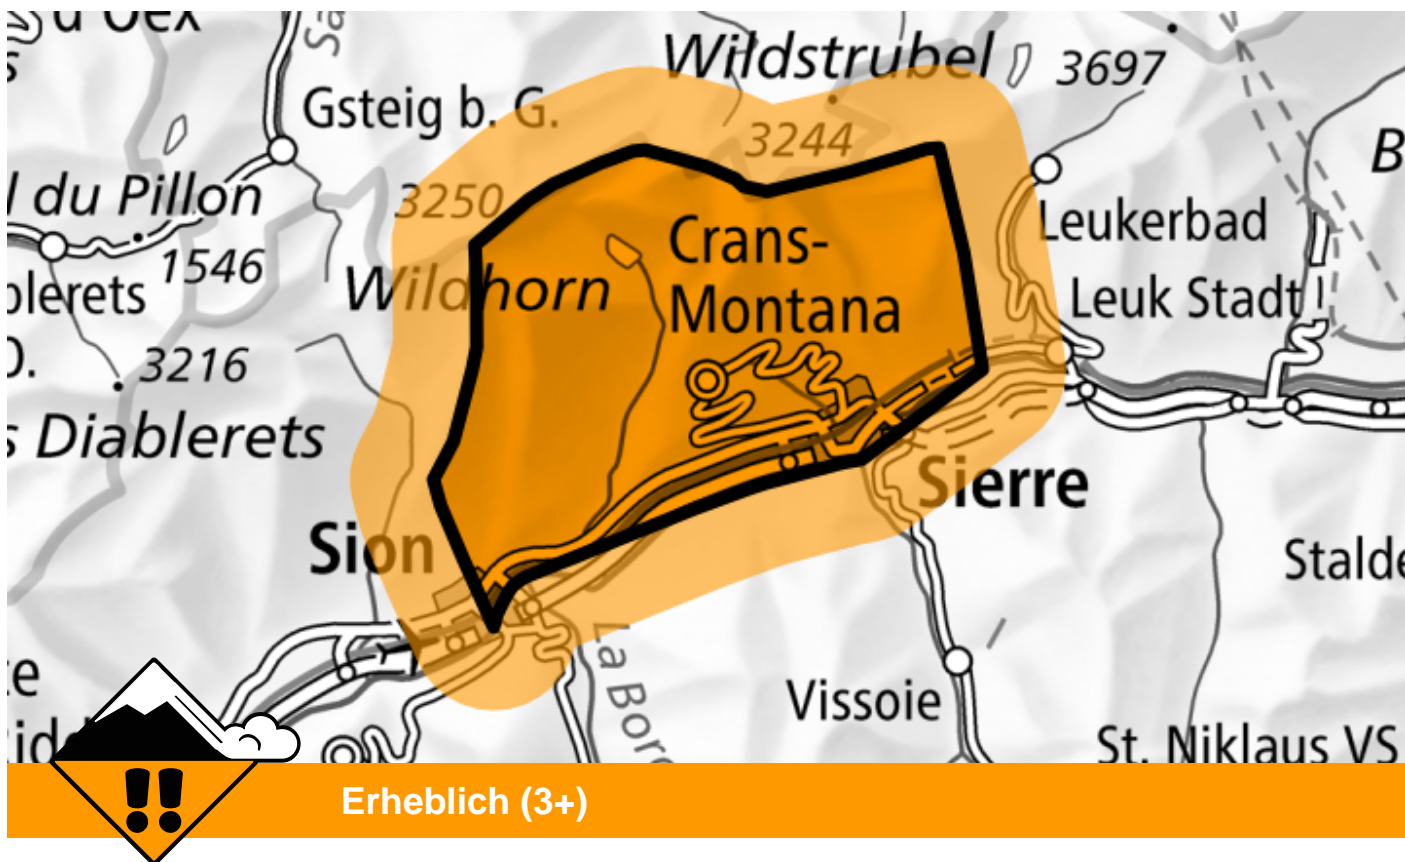 d'Oex
Wildstrubel
3697
Gsteig b. G.
3244
l du Pillon
3250
Crans-
Montana
Leukerbad
1546
Wildhorn
blerets
Leuk Stadt
3216
s Diablerets
Sierre
Sion
Stalde
La Bor
Vissoie
St. Niklaus VS
Erheblich (3+)